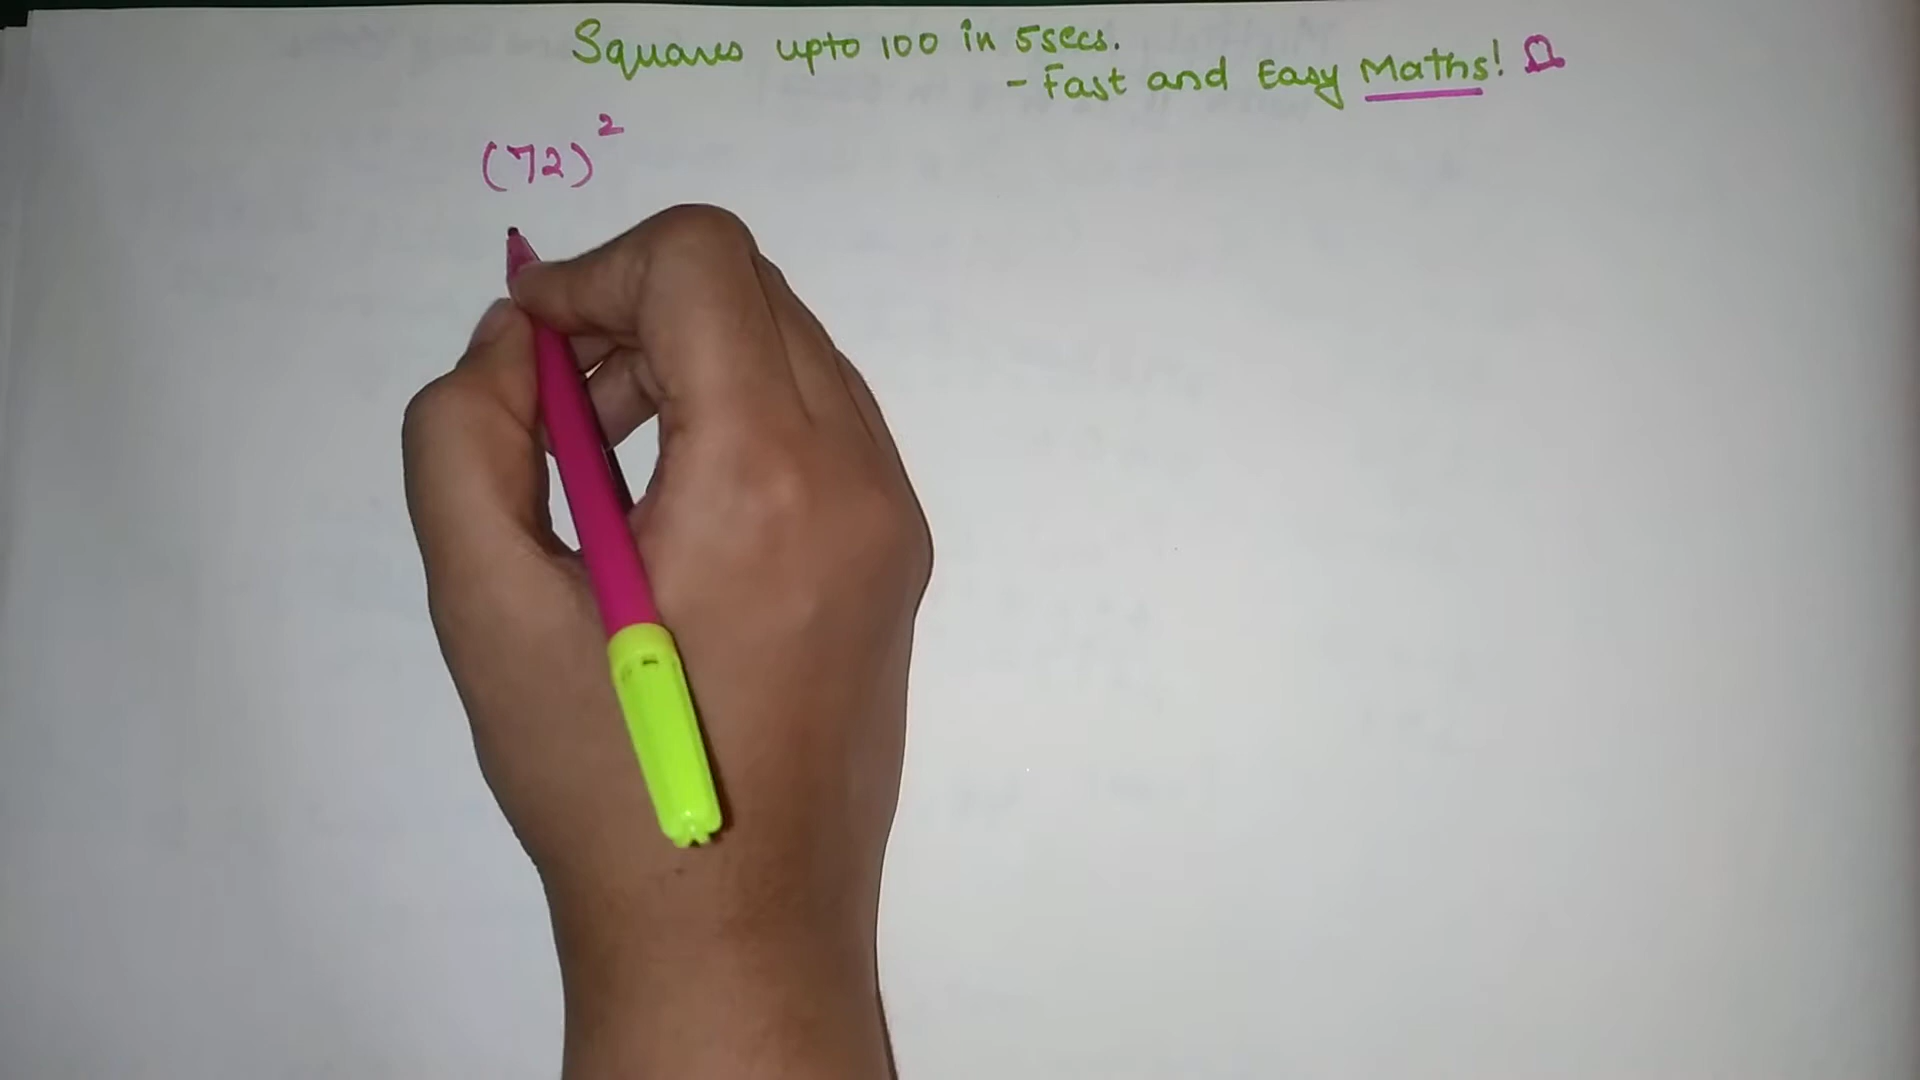 Squares upto 100 in 5secs.
- Fast and Easy Maths! Ω
(72)²